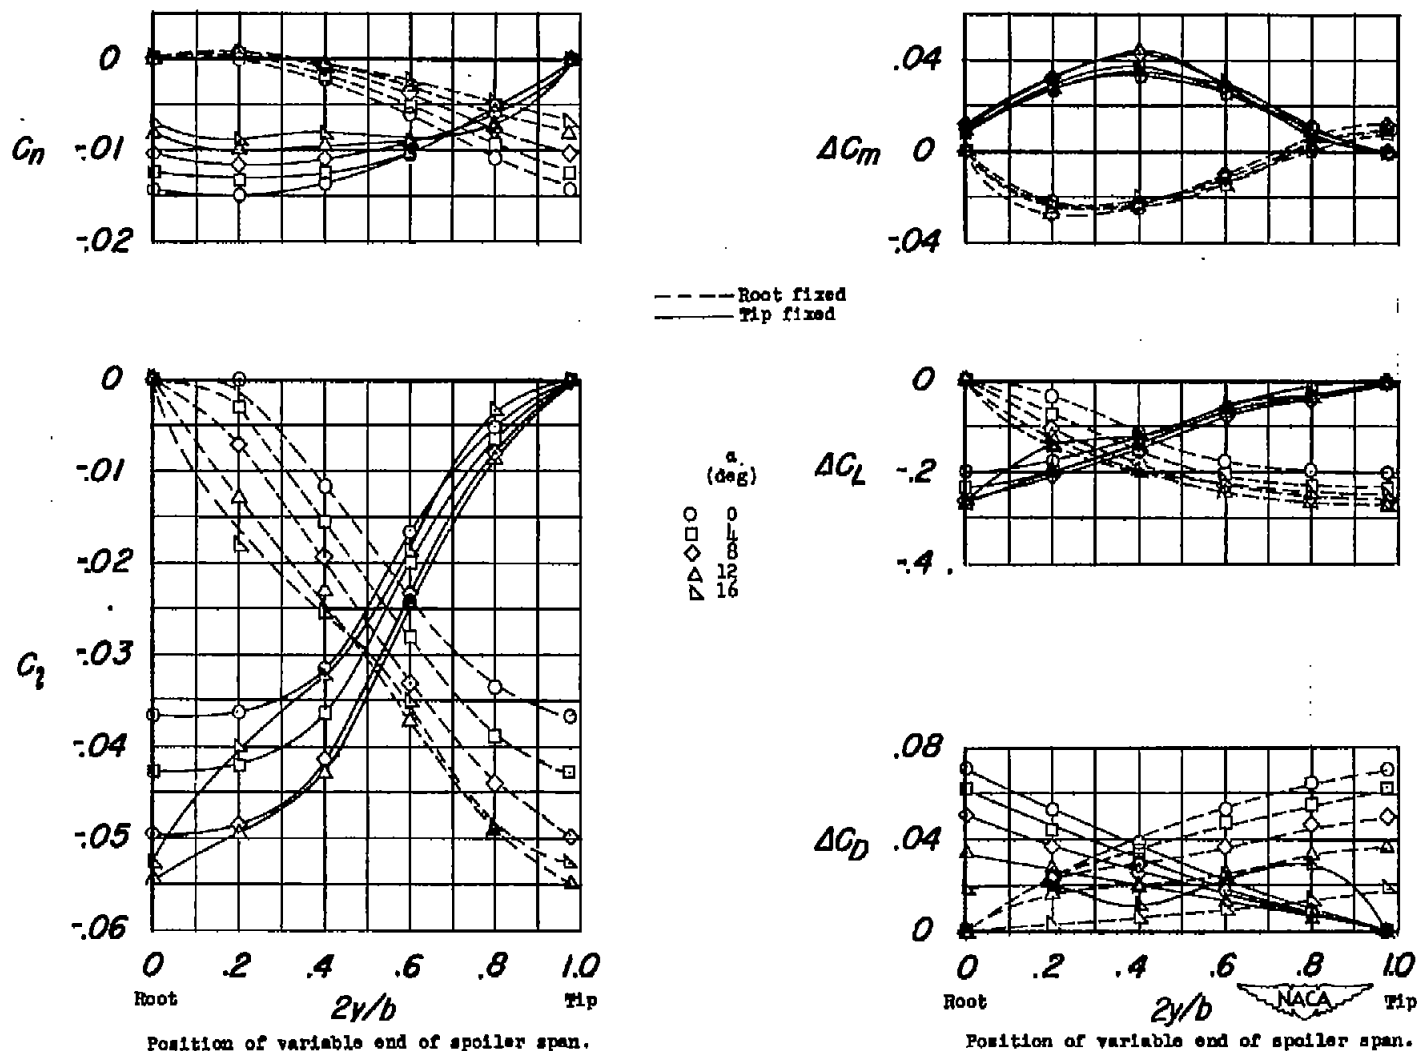 0
Cn -.01
-.02
.04
ΔCm 0
-.04
Root fixed
Tip fixed
0
-.01
-.02
Cl -.03
-.04
-.05
-.06
0 .2 .4 .6 .8 1.0
Root 2y/b Tip
Position of variable end of spoiler span.
α
(deg)
0
4
8
12
16
0
ΔCL -.2
-.4
.08
ΔCD .04
0
0 .2 .4 .6 .8 1.0
Root 2y/b NACA Tip
Position of variable end of spoiler span.